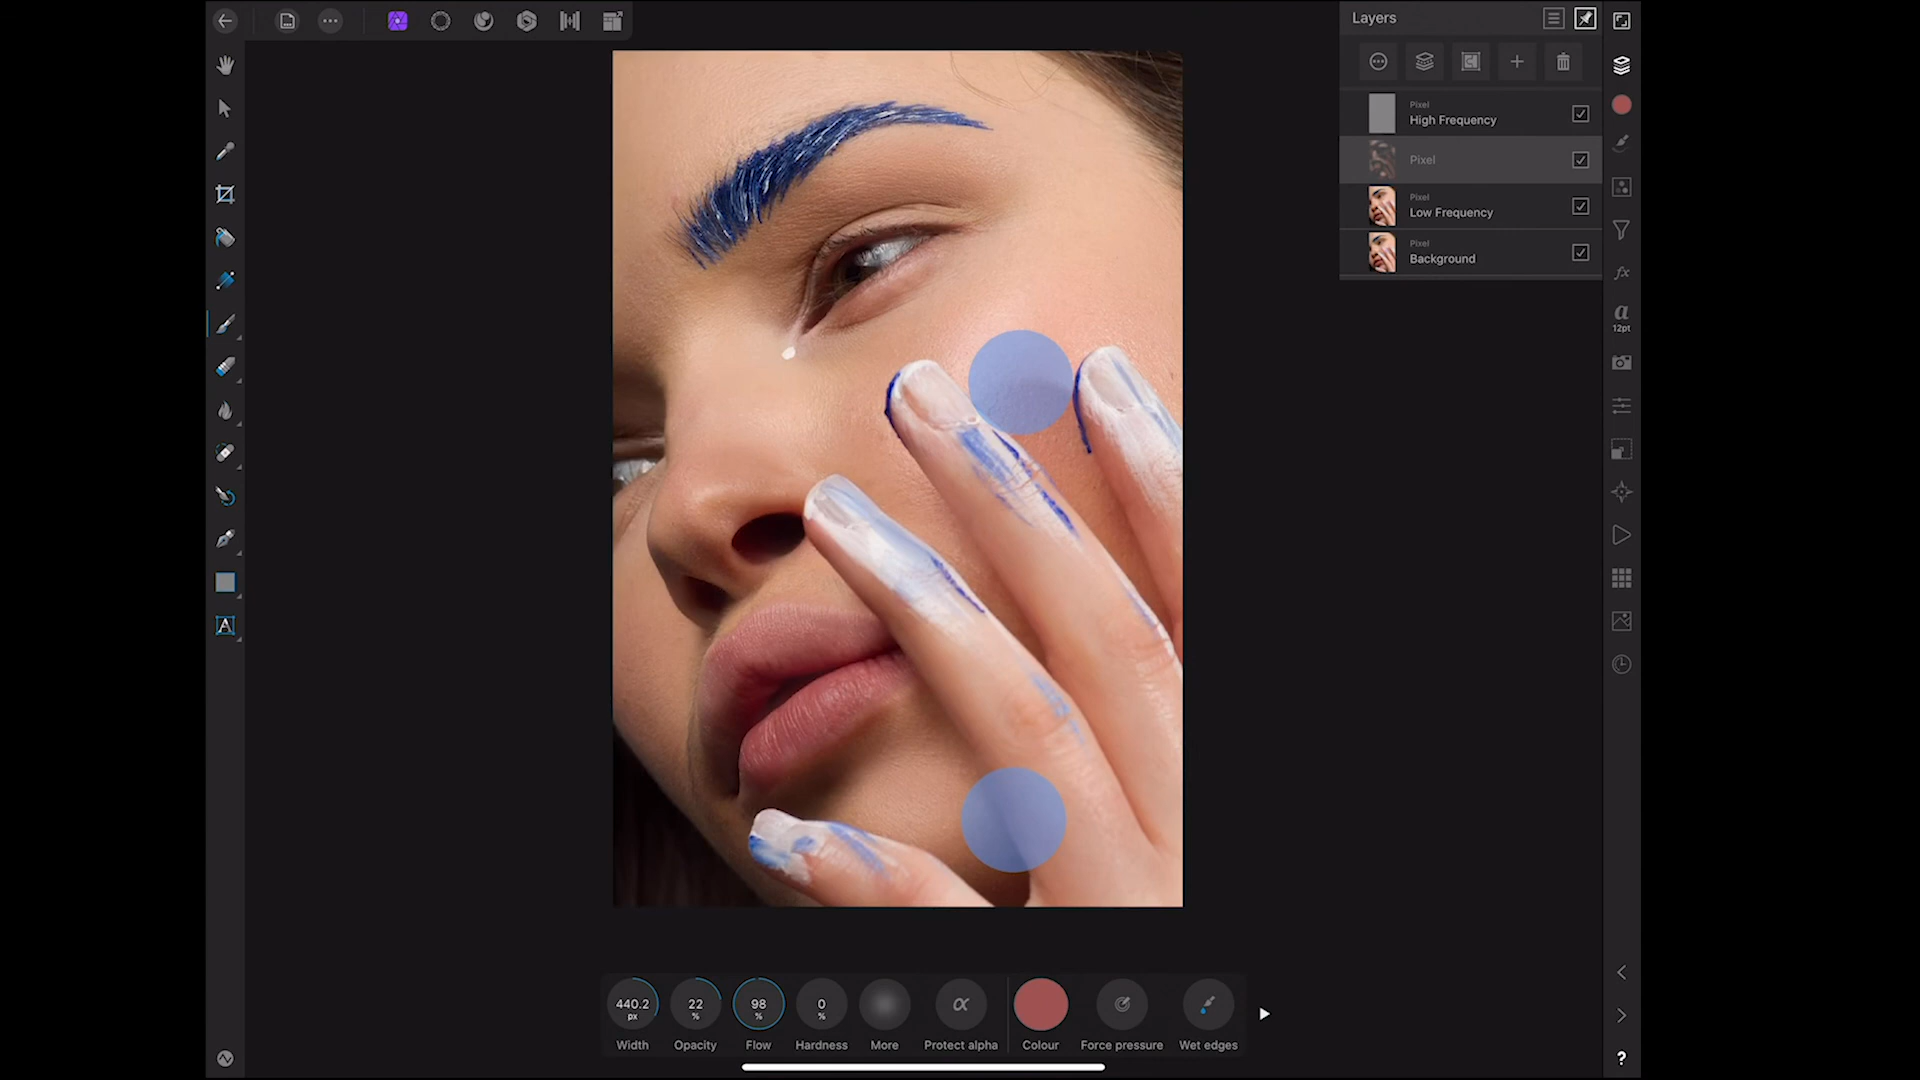 Layers
Pixel
High Frequency
Pixel
Pixel
Low Frequency
Pixel
Background
12pt
A
440.2
px
22
%
98
%
0
%
Width
Opacity
Flow
Hardness
More
Protect alpha
Colour
Force pressure
Wet edges
?